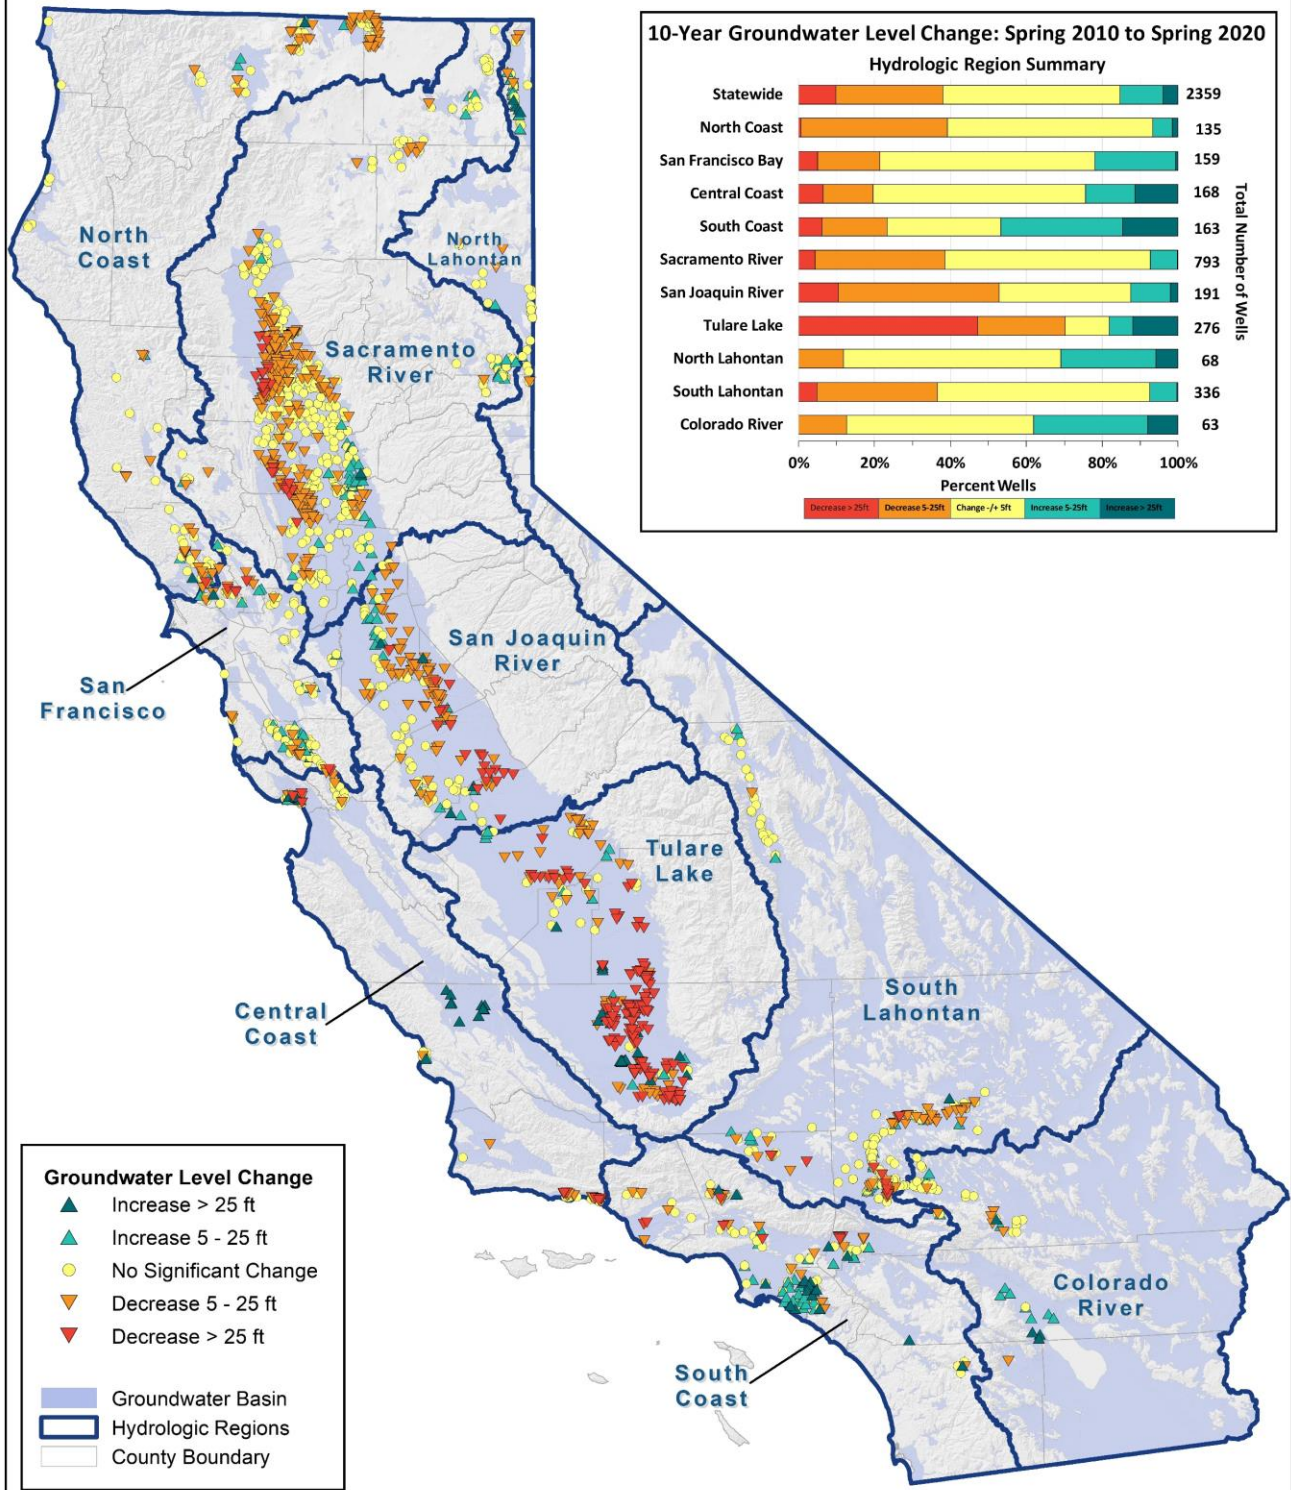 10-Year Groundwater Level Change: Spring 2010 to Spring 2020
Hydrologic Region Summary
Statewide 2359
North Coast 135
San Francisco Bay 159
Central Coast 168
South Coast 163
Sacramento River 793
San Joaquin River 191
Tulare Lake 276
North Lahontan 68
South Lahontan 336
Colorado River 63
Total Number of Wells
0% 20% 40% 60% 80% 100%
Percent Wells
Decrease > 25ft Decrease 5-25ft Change -/+ 5ft Increase 5-25ft Increase > 25ft
North
Coast
North
Lahontan
Sacramento
River
San Joaquin
River
San
Francisco
Tulare
Lake
Central
Coast
South
Lahontan
Colorado
River
South
Coast
Groundwater Level Change
Increase > 25 ft
Increase 5 - 25 ft
No Significant Change
Decrease 5 - 25 ft
Decrease > 25 ft
Groundwater Basin
Hydrologic Regions
County Boundary